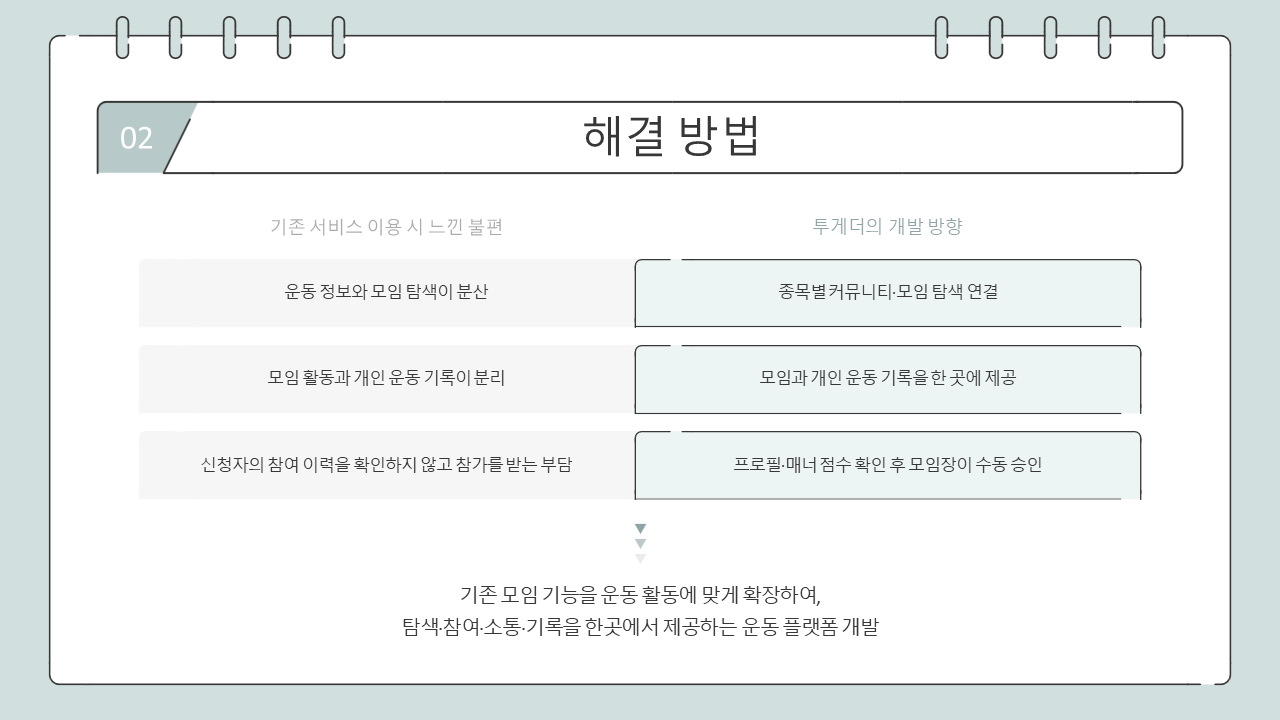 02
해결 방법
기존 서비스 이용 시 느낀 불편
투게더의 개발 방향
운동 정보와 모임 탐색이 분산
종목별 커뮤니티·모임 탐색 연결
모임 활동과 개인 운동 기록이 분리
모임과 개인 운동 기록을 한 곳에 제공
신청자의 참여 이력을 확인하지 않고 참가를 받는 부담
프로필·매너 점수 확인 후 모임장이 수동 승인
기존 모임 기능을 운동 활동에 맞게 확장하여,
탐색·참여·소통·기록을 한곳에서 제공하는 운동 플랫폼 개발